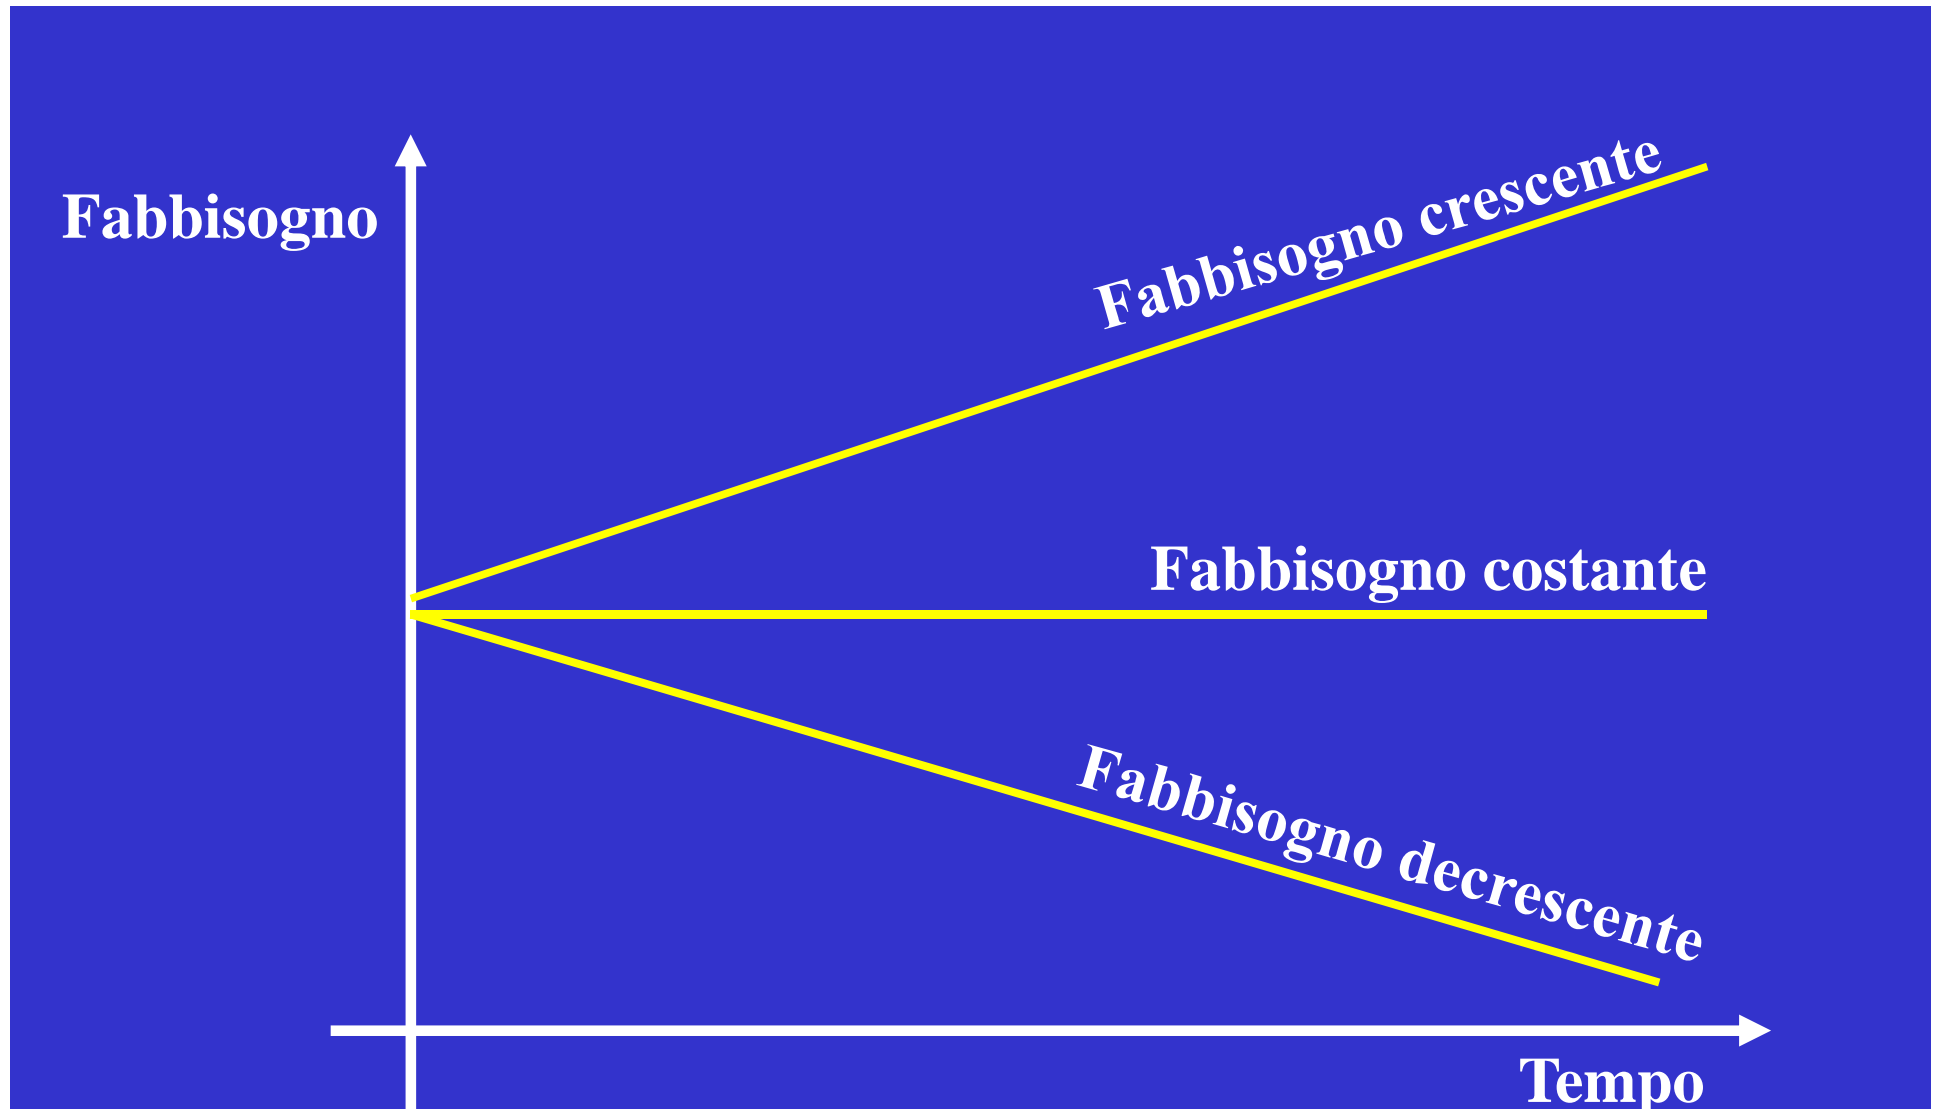 Fabbisogno
Fabbisogno crescente
Fabbisogno costante
Fabbisogno decrescente
Tempo